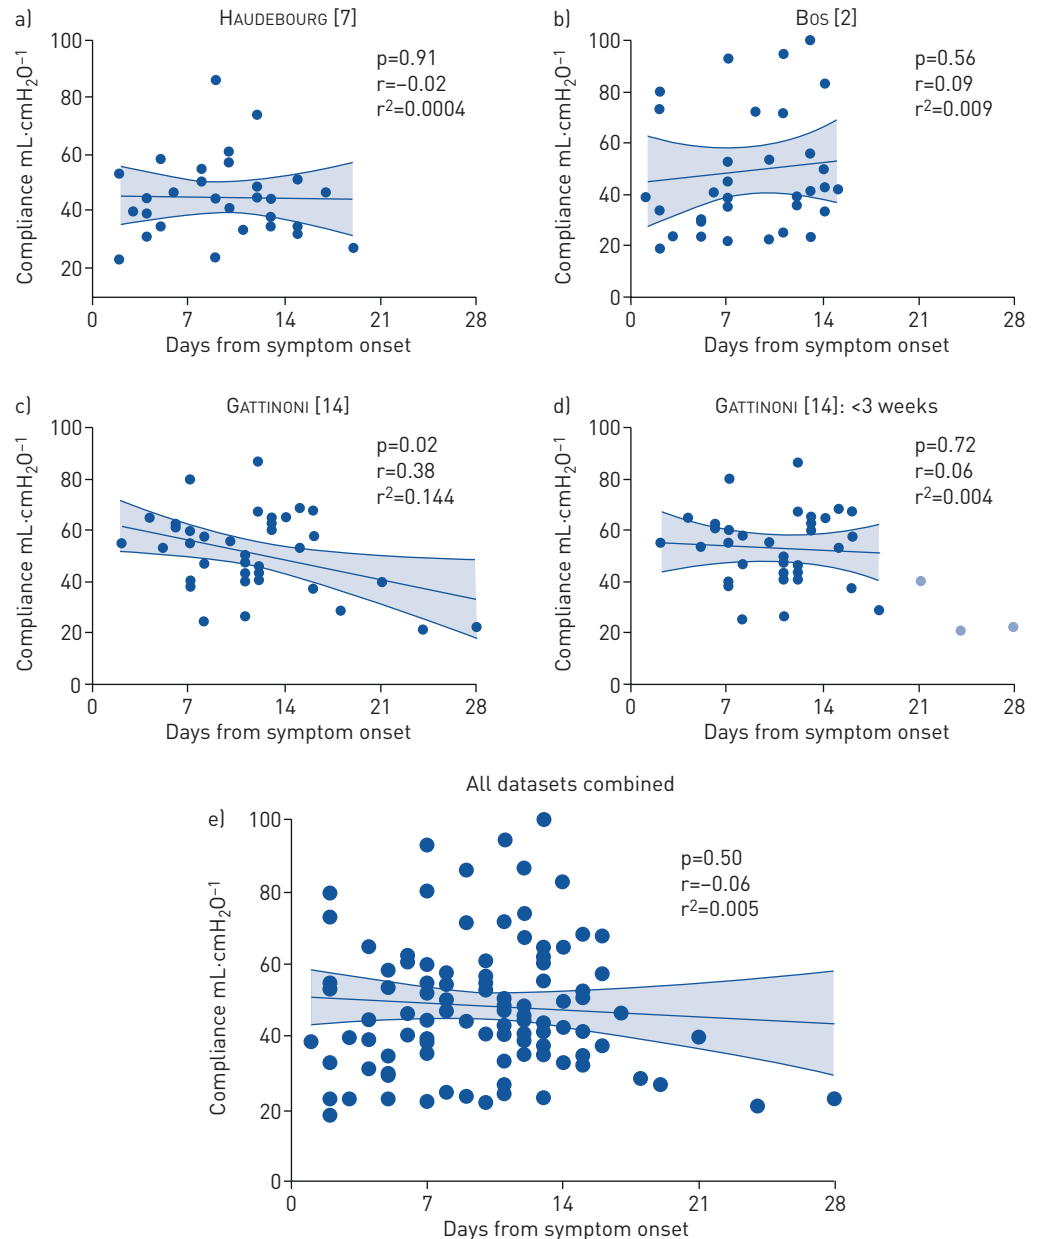 a)
HAUDEBOURG [7]
p=0.91
r=−0.02
r²=0.0004
Compliance mL·cmH₂O⁻¹
100
80
60
40
20
0
7
14
21
28
Days from symptom onset
b)
BOS [2]
p=0.56
r=0.09
r²=0.009
Compliance mL·cmH₂O⁻¹
100
80
60
40
20
0
0
7
14
21
28
Days from symptom onset
c)
GATTINONI [14]
p=0.02
r=0.38
r²=0.144
Compliance mL·cmH₂O⁻¹
100
80
60
40
20
0
0
7
14
21
28
Days from symptom onset
d)
GATTINONI [14]: <3 weeks
p=0.72
r=0.06
r²=0.004
Compliance mL·cmH₂O⁻¹
100
80
60
40
20
0
0
7
14
21
28
Days from symptom onset
All datasets combined
e)
p=0.50
r=−0.06
r²=0.005
Compliance mL·cmH₂O⁻¹
100
80
60
40
20
0
0
7
14
21
28
Days from symptom onset